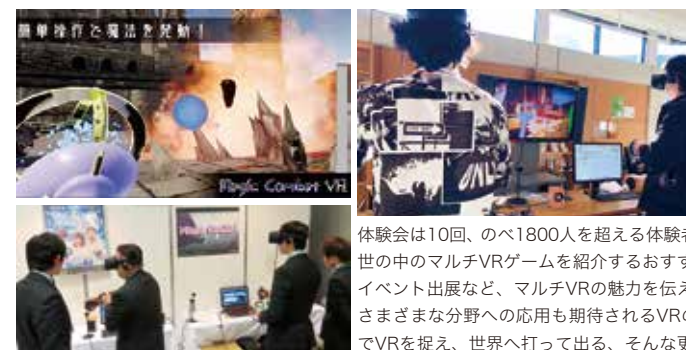 簡単操作で魔法を発動！
Magic Combat VR
体験会は10回、のべ1800人を超える体験者
世の中のマルチVRゲームを紹介するおすす
イベント出展など、マルチVRの魅力を伝え
さまざまな分野への応用も期待されるVRの
でVRを捉え、世界へ打って出る、そんな更